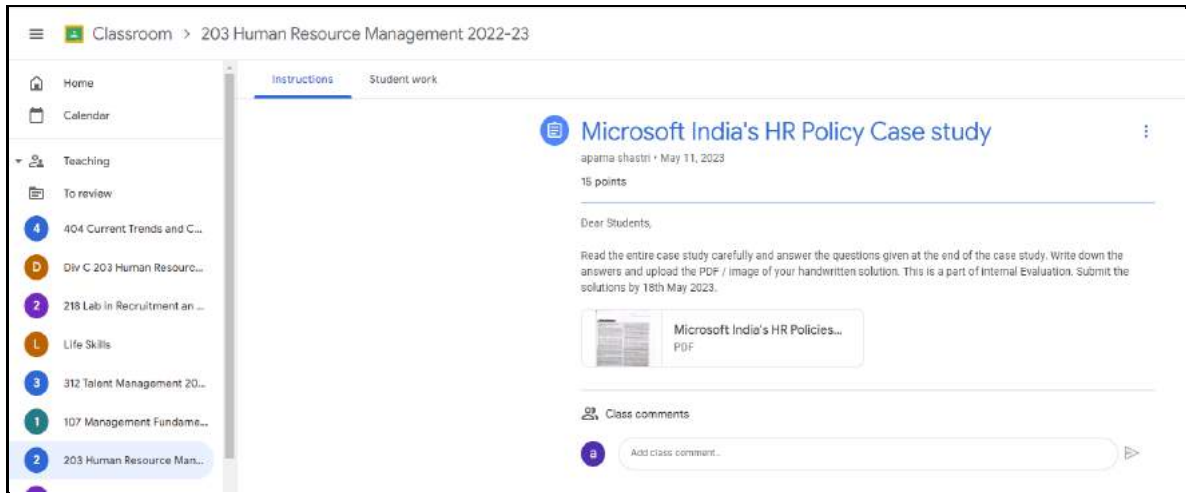 Classroom > 203 Human Resource Management 2022-23
Home
Calendar
Teaching
To review
4 404 Current Trends and C...
D Div C 203 Human Resourc...
2 218 Lab in Recruitment an ...
L Life Skills
3 312 Talent Management 20...
1 107 Management Fundame...
2 203 Human Resource Man...
Instructions Student work
Microsoft India's HR Policy Case study
aparna shastri • May 11, 2023
15 points
Dear Students,
Read the entire case study carefully and answer the questions given at the end of the case study. Write down the
answers and upload the PDF / image of your handwritten solution. This is a part of Internal Evaluation. Submit the
solutions by 18th May 2023.
Microsoft India's HR Policies...
PDF
Class comments
a Add class comment...